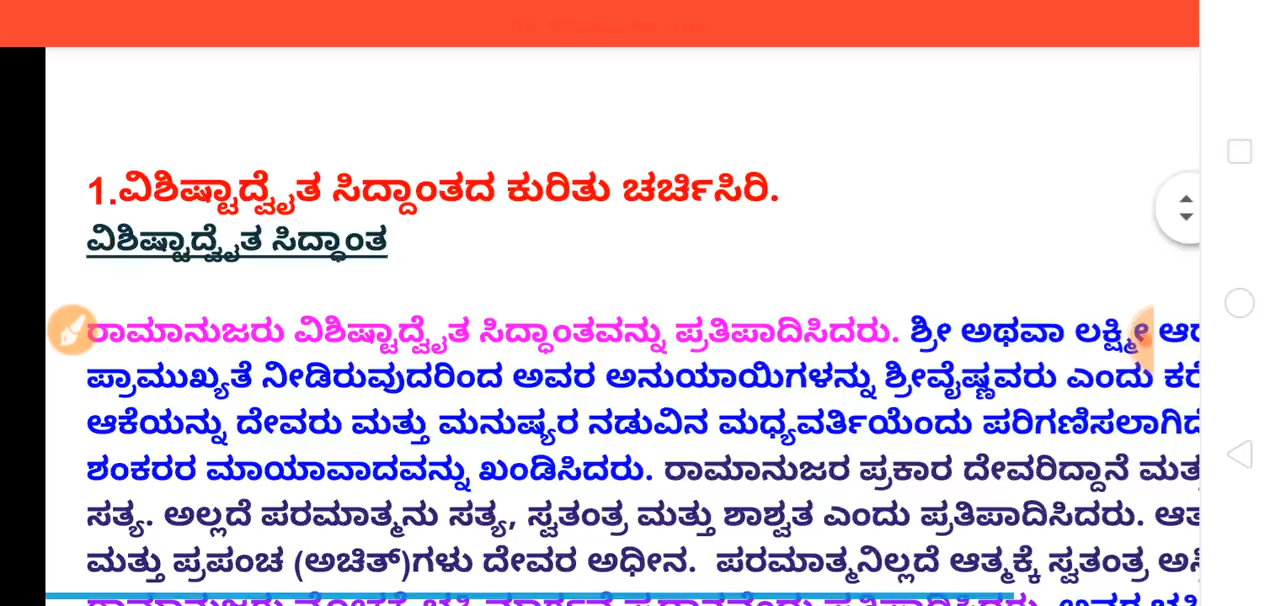 1.ವಿಶಿಷ್ಟಾದ್ವೈತ ಸಿದ್ದಾಂತದ ಕುರಿತು ಚರ್ಚಿಸಿರಿ.
ವಿಶಿಷ್ಟಾದ್ವೈತ ಸಿದ್ಧಾಂತ
ರಾಮಾನುಜರು ವಿಶಿಷ್ಟಾದ್ವೈತ ಸಿದ್ಧಾಂತವನ್ನು ಪ್ರತಿಪಾದಿಸಿದರು. ಶ್ರೀ ಅಥವಾ ಲಕ್ಷ್ಮೀ
ಪ್ರಾಮುಖ್ಯತೆ ನೀಡಿರುವುದರಿಂದ ಅವರ ಅನುಯಾಯಿಗಳನ್ನು ಶ್ರೀವೈಷ್ಣವರು ಎಂದು
ಆಕೆಯನ್ನು ದೇವರು ಮತ್ತು ಮನುಷ್ಯರ ನಡುವಿನ ಮಧ್ಯವರ್ತಿಯೆಂದು ಪರಿಗಣಿಸಲಾಗಿದೆ
ಶಂಕರರ ಮಾಯಾವಾದವನ್ನು ಖಂಡಿಸಿದರು. ರಾಮಾನುಜರ ಪ್ರಕಾರ ದೇವರಿದ್ದಾನೆ
ಸತ್ಯ. ಅಲ್ಲದೆ ಪರಮಾತ್ಮನು ಸತ್ಯ, ಸ್ವತಂತ್ರ ಮತ್ತು ಶಾಶ್ವತ ಎಂದು ಪ್ರತಿಪಾದಿಸಿದರು.
ಮತ್ತು ಪ್ರಪಂಚ (ಅಚಿತ್)ಗಳು ದೇವರ ಅಧೀನ. ಪರಮಾತ್ಮನಿಲ್ಲದೆ ಆತ್ಮಕ್ಕೆ ಸ್ವತಂತ್ರ